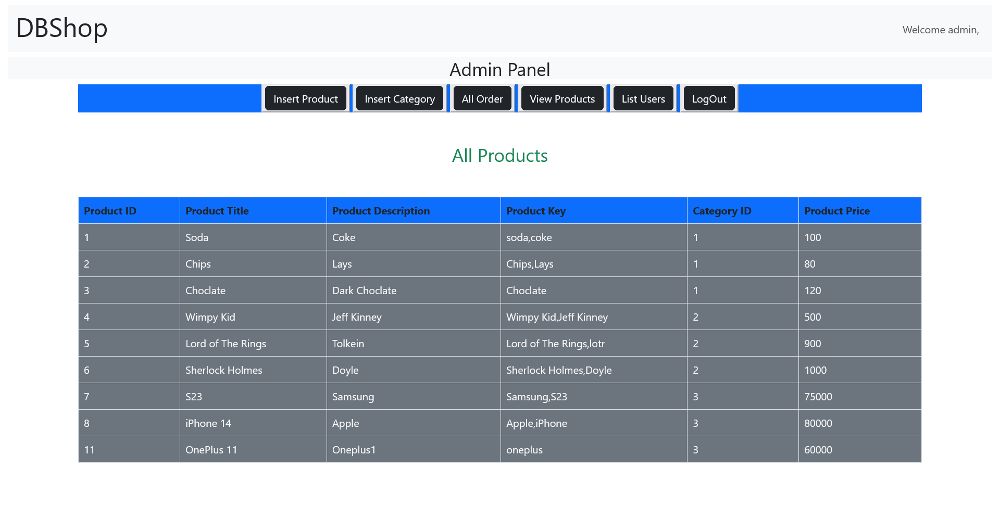 DBShop
Welcome admin,
Admin Panel
Insert Product Insert Category All Order View Products List Users LogOut
All Products
Product ID Product Title Product Description Product Key Category ID Product Price
1 Soda Coke soda,coke 1 100
2 Chips Lays Chips,Lays 1 80
3 Choclate Dark Choclate Choclate 1 120
4 Wimpy Kid Jeff Kinney Wimpy Kid,Jeff Kinney 2 500
5 Lord of The Rings Tolkein Lord of The Rings,lotr 2 900
6 Sherlock Holmes Doyle Sherlock Holmes,Doyle 2 1000
7 S23 Samsung Samsung,S23 3 75000
8 iPhone 14 Apple Apple,iPhone 3 80000
11 OnePlus 11 Oneplus1 oneplus 3 60000